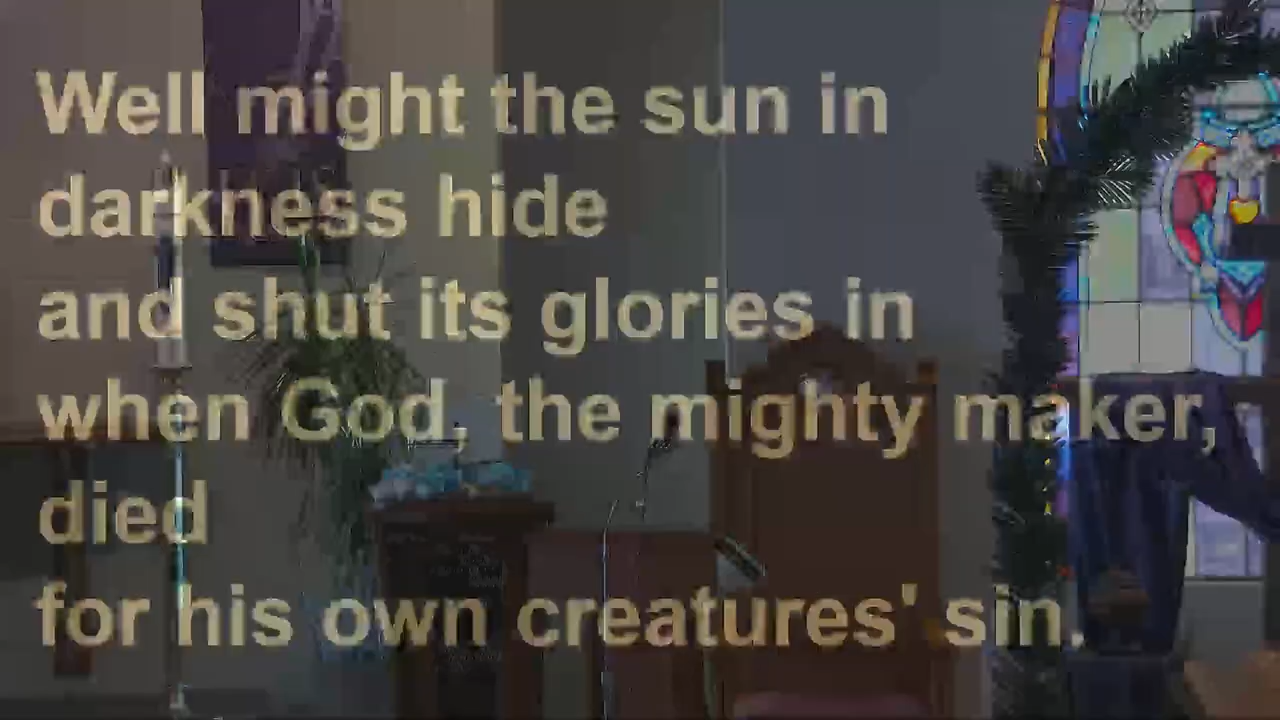 Well might the sun in
darkness hide
and shut its glories in
when God, the mighty maker,
died
for his own creatures' sin.